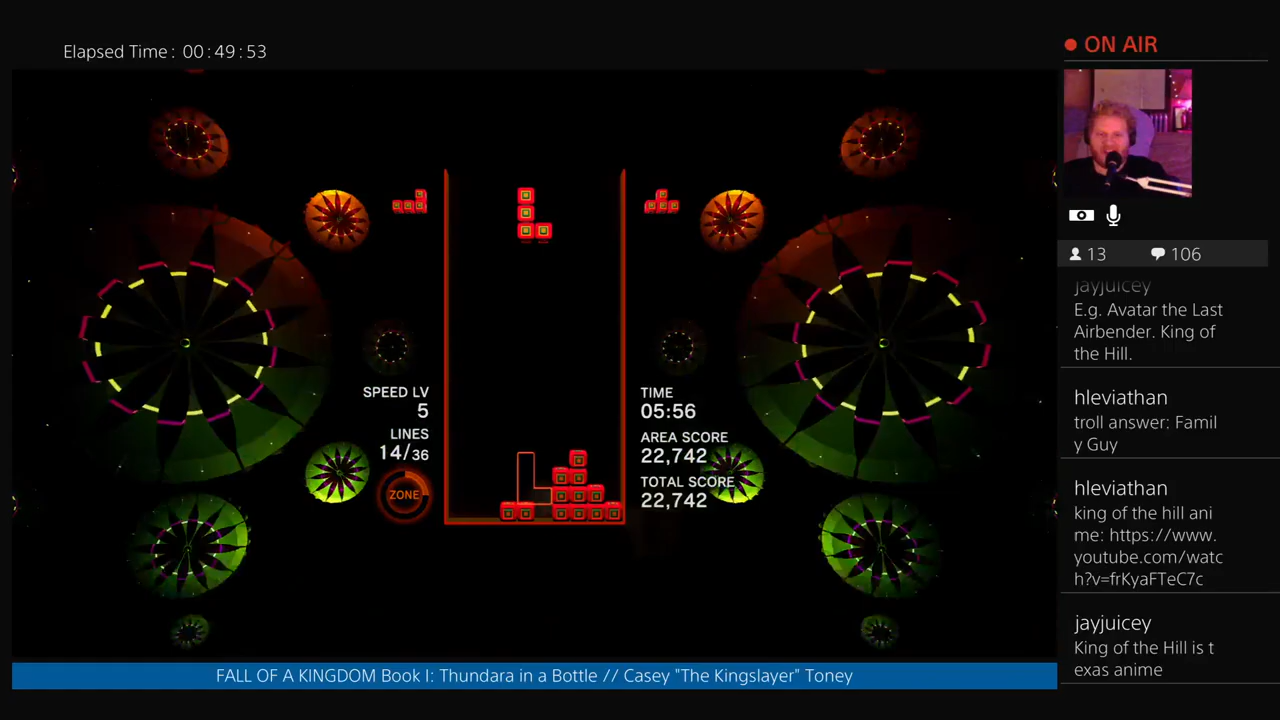 Elapsed Time: 00:49:53
ON AIR
13 106
jayjuicey
E.g. Avatar the Last
Airbender. King of
the Hill.
hleviathan
troll answer: Famil
y Guy
hleviathan
king of the hill ani
me: https://www.
youtube.com/watc
h?v=frKyaFTeC7c
jayjuicey
King of the Hill is t
exas anime
SPEED LV
5
LINES
14/36
ZONE
TIME
05:56
AREA SCORE
22,742
TOTAL SCORE
22,742
FALL OF A KINGDOM Book I: Thundara in a Bottle // Casey "The Kingslayer" Toney